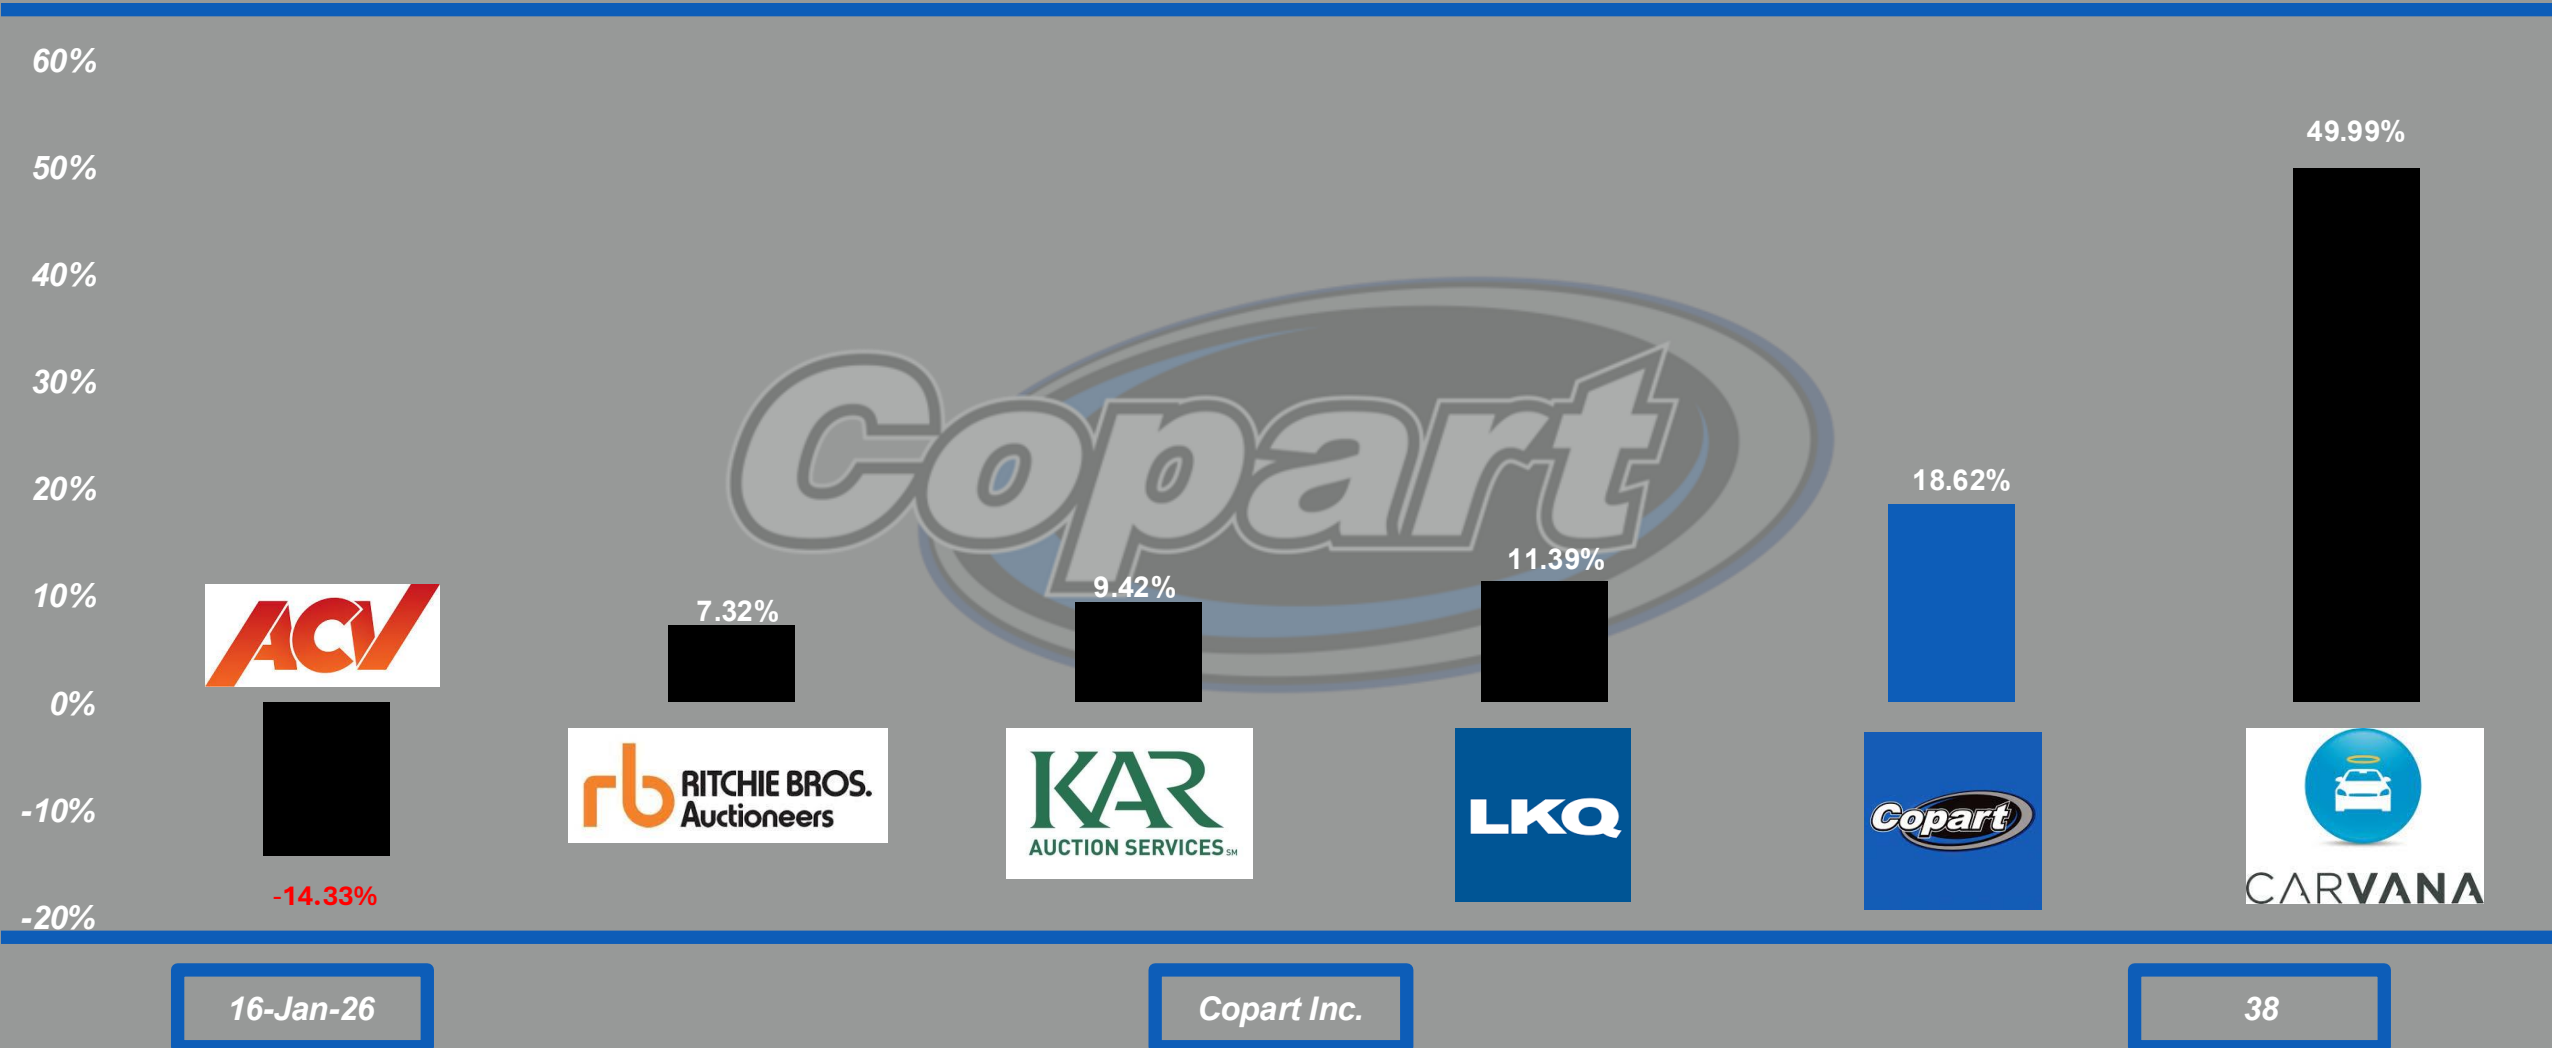 60%
50%
40%
30%
20%
10%
0%
-10%
-20%
49.99%
18.62%
11.39%
9.42%
7.32%
-14.33%
Copart
ACV
rb RITCHIE BROS.
Auctioneers
KAR
AUCTION SERVICES SM
LKQ
Copart
CARVANA
16-Jan-26
Copart Inc.
38